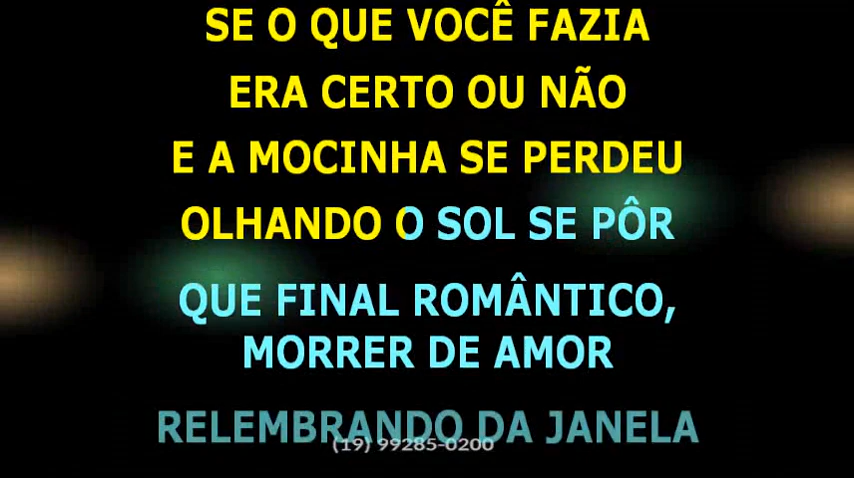 SE O QUE VOCÊ FAZIA
ERA CERTO OU NÃO
E A MOCINHA SE PERDEU
OLHANDO O SOL SE PÔR
QUE FINAL ROMÂNTICO,
MORRER DE AMOR
RELEMBRANDO DA JANELA
(19) 99285-0200